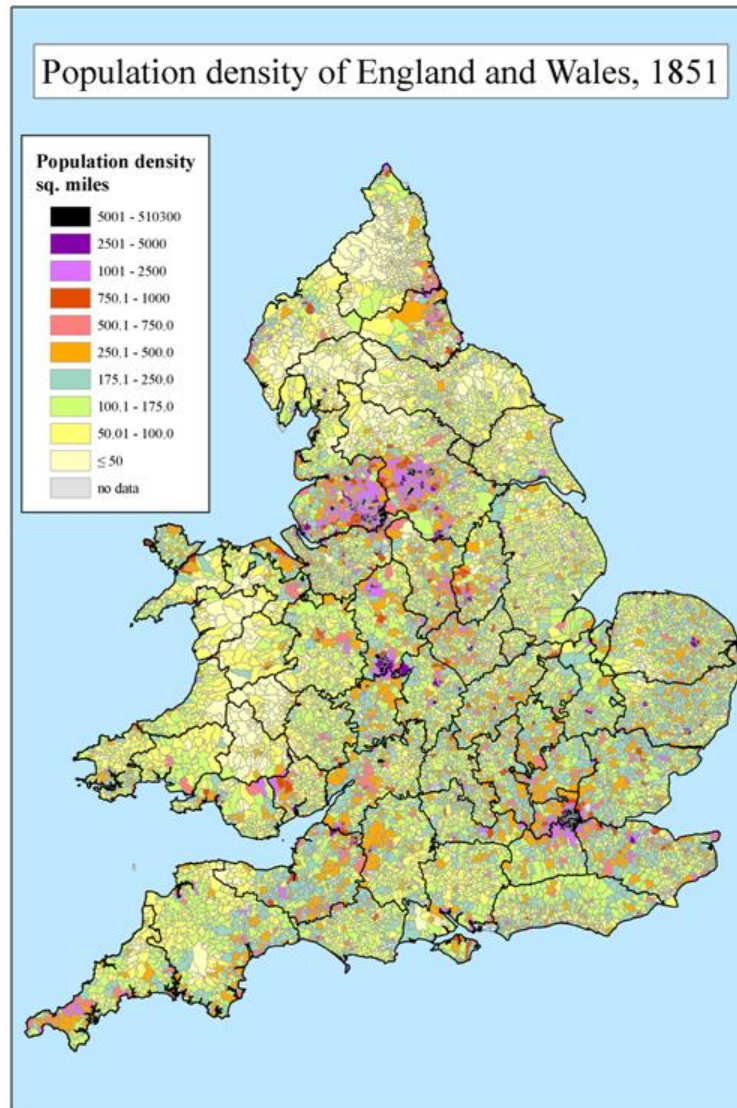 Population density of England and Wales, 1851
Population density
sq. miles
5001 - 510300
2501 - 5000
1001 - 2500
750.1 - 1000
500.1 - 750.0
250.1 - 500.0
175.1 - 250.0
100.1 - 175.0
50.01 - 100.0
≤ 50
no data